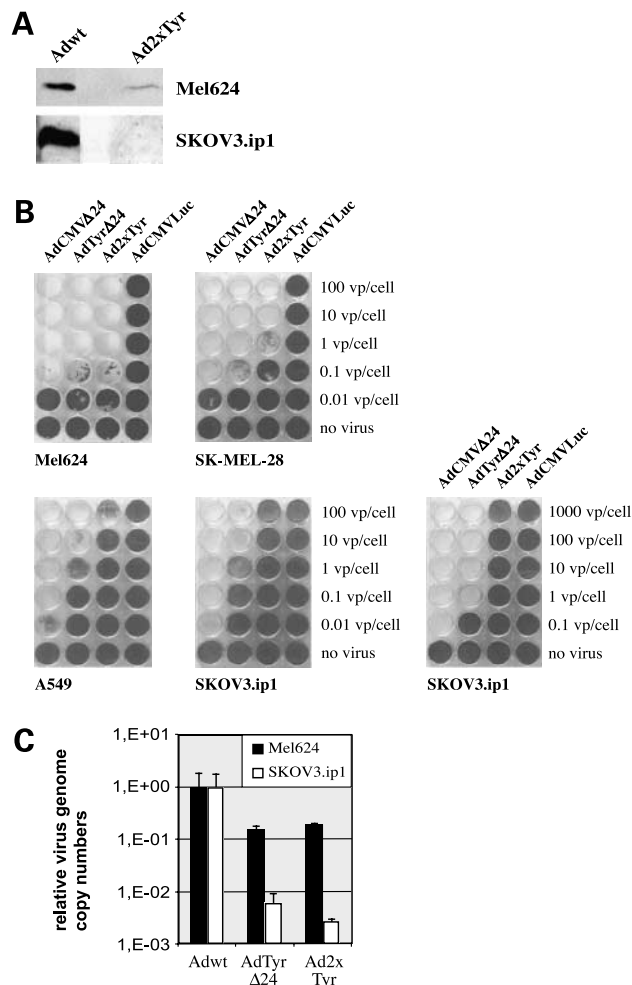 A
Adwt
Ad2xTyr
Mel624
SKOV3.ip1
B
AdCMVΔ24
AdTyrΔ24
Ad2xTyr
AdCMVLuc
AdCMVΔ24
AdTyrΔ24
Ad2xTyr
AdCMVLuc
100 vp/cell
10 vp/cell
1 vp/cell
0.1 vp/cell
0.01 vp/cell
no virus
Mel624
SK-MEL-28
AdCMVΔ24
AdTyrΔ24
Ad2xTyr
AdCMVLuc
100 vp/cell
10 vp/cell
1 vp/cell
0.1 vp/cell
0.01 vp/cell
no virus
1000 vp/cell
100 vp/cell
10 vp/cell
1 vp/cell
0.1 vp/cell
no virus
A549
SKOV3.ip1
SKOV3.ip1
C
relative virus genome
copy numbers
1,E+01
1,E+00
1,E-01
1,E-02
1,E-03
Mel624
SKOV3.ip1
Adwt
AdTyr
Δ24
Ad2x
Tyr